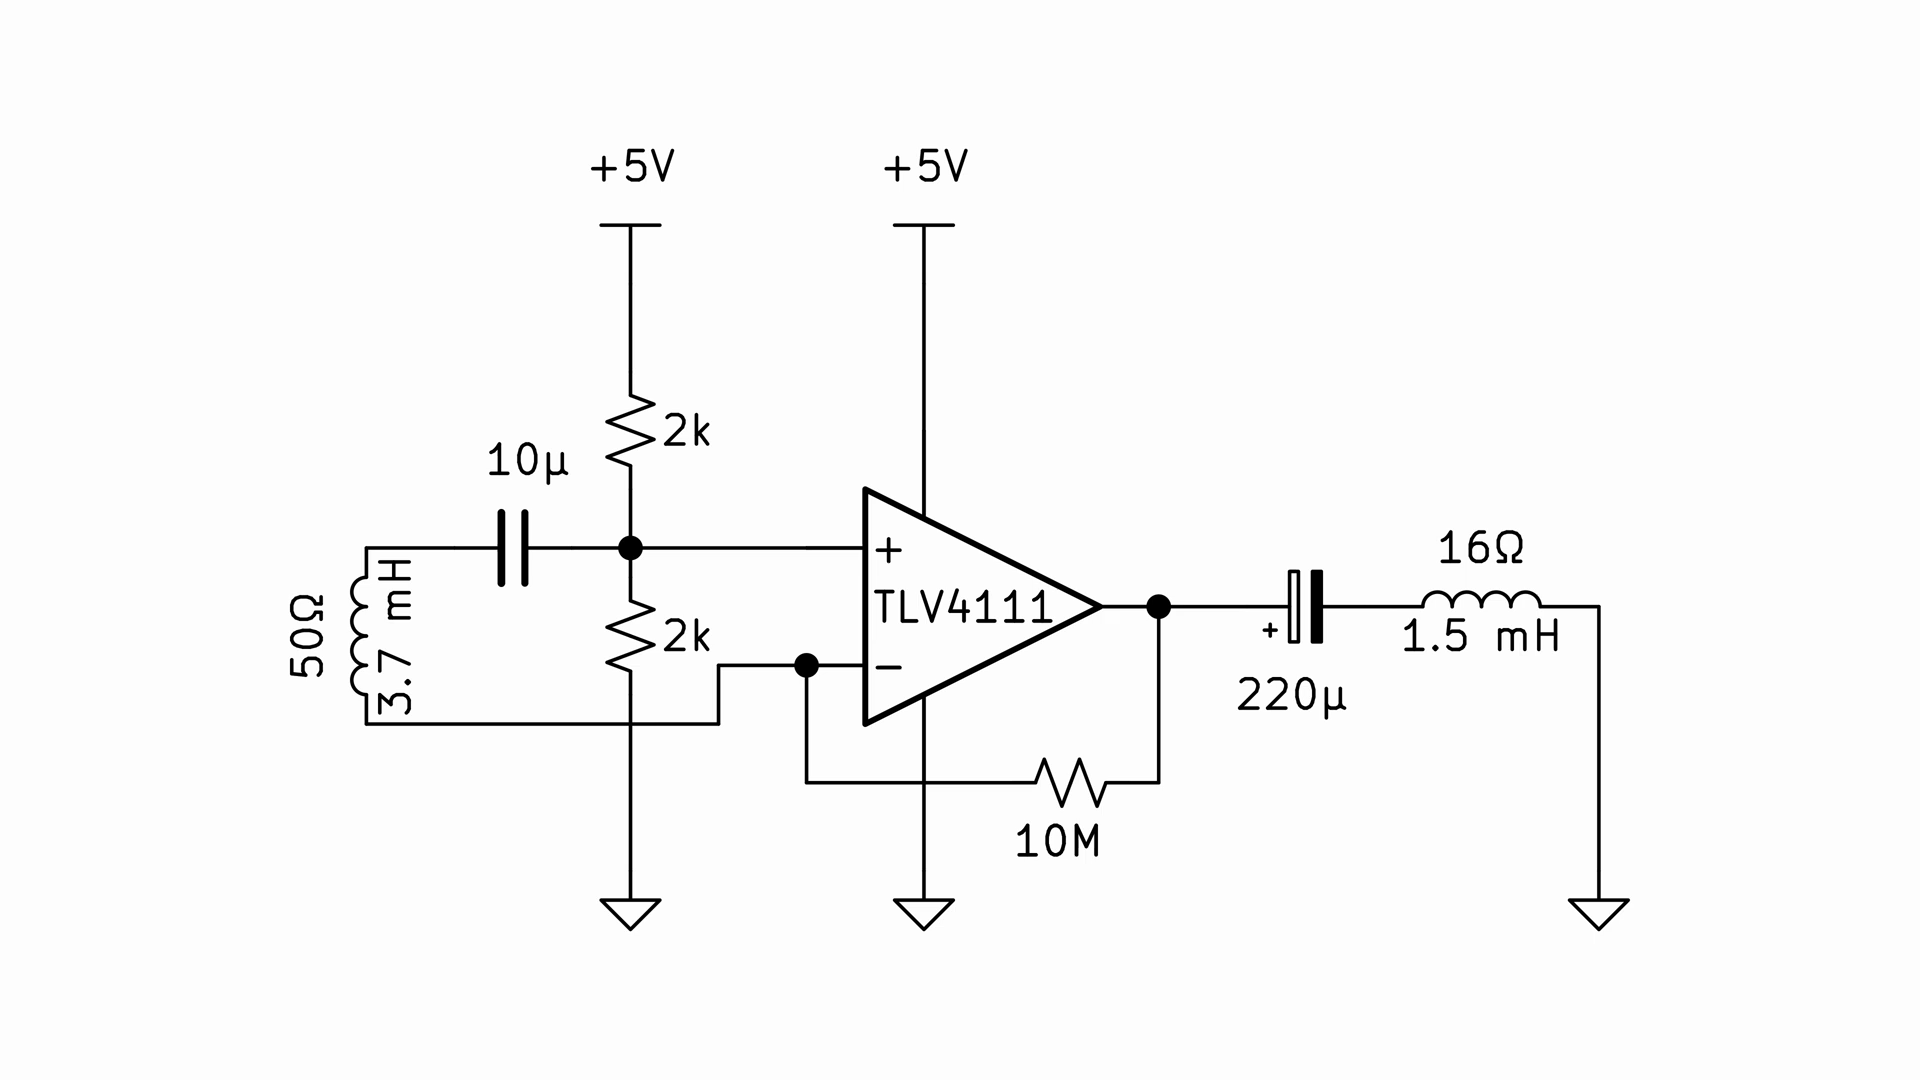 +5V
+5V
2k
10µ
16Ω
50Ω
3.7 mH
+
TLV4111
2k
−
+
1.5 mH
220µ
10M